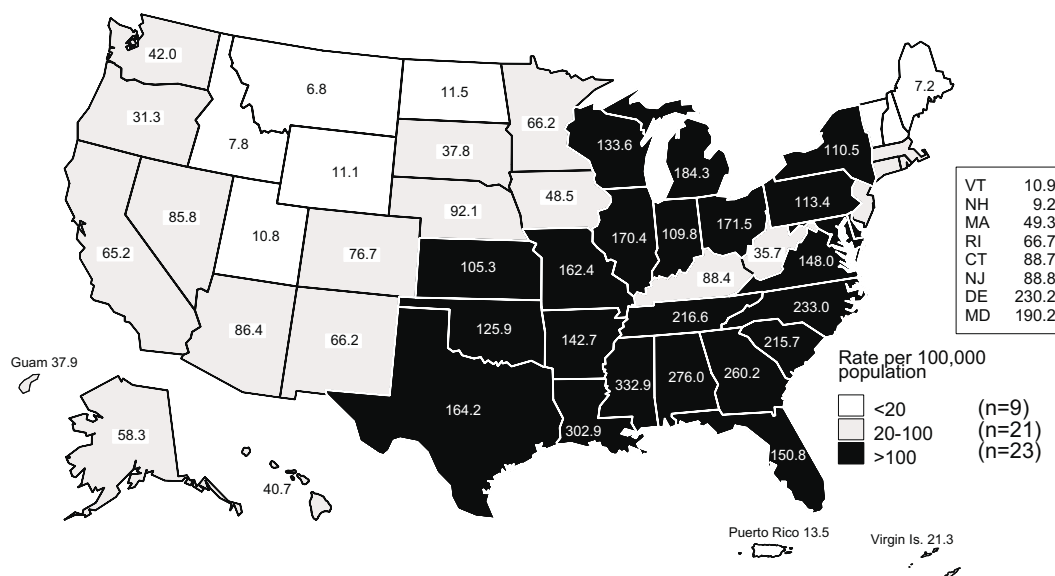 42.0
6.8
11.5
7.2
66.2
31.3
7.8
37.8
133.6
110.5
11.1
184.3
VT 10.9
NH 9.2
MA 49.3
RI 66.7
CT 88.7
NJ 88.8
DE 230.2
MD 190.2
85.8
92.1
48.5
113.4
65.2
10.8
76.7
105.3
162.4
170.4
109.8
171.5
35.7
148.0
88.4
86.4
66.2
125.9
142.7
216.6
233.0
215.7
Guam 37.9
164.2
332.9
276.0
260.2
Rate per 100,000
population
<20 (n=9)
20-100 (n=21)
>100 (n=23)
58.3
302.9
150.8
40.7
Puerto Rico 13.5
Virgin Is. 21.3